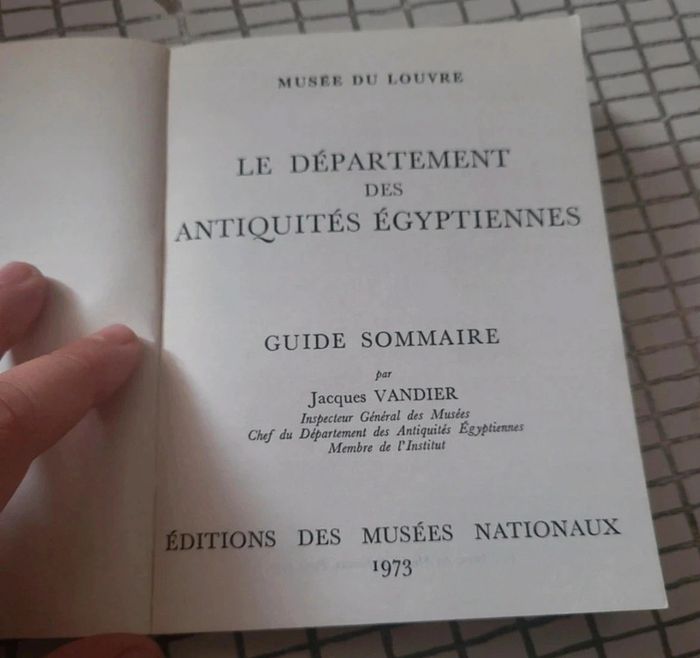 MUSÉE DU LOUVRE
LE DÉPARTEMENT
DES
ANTIQUITÉS ÉGYPTIENNES
GUIDE SOMMAIRE
par
Jacques VANDIER
Inspecteur Général des Musées
Chef du Département des Antiquités Égyptiennes
Membre de l'Institut
ÉDITIONS DES MUSÉES NATIONAUX
1973